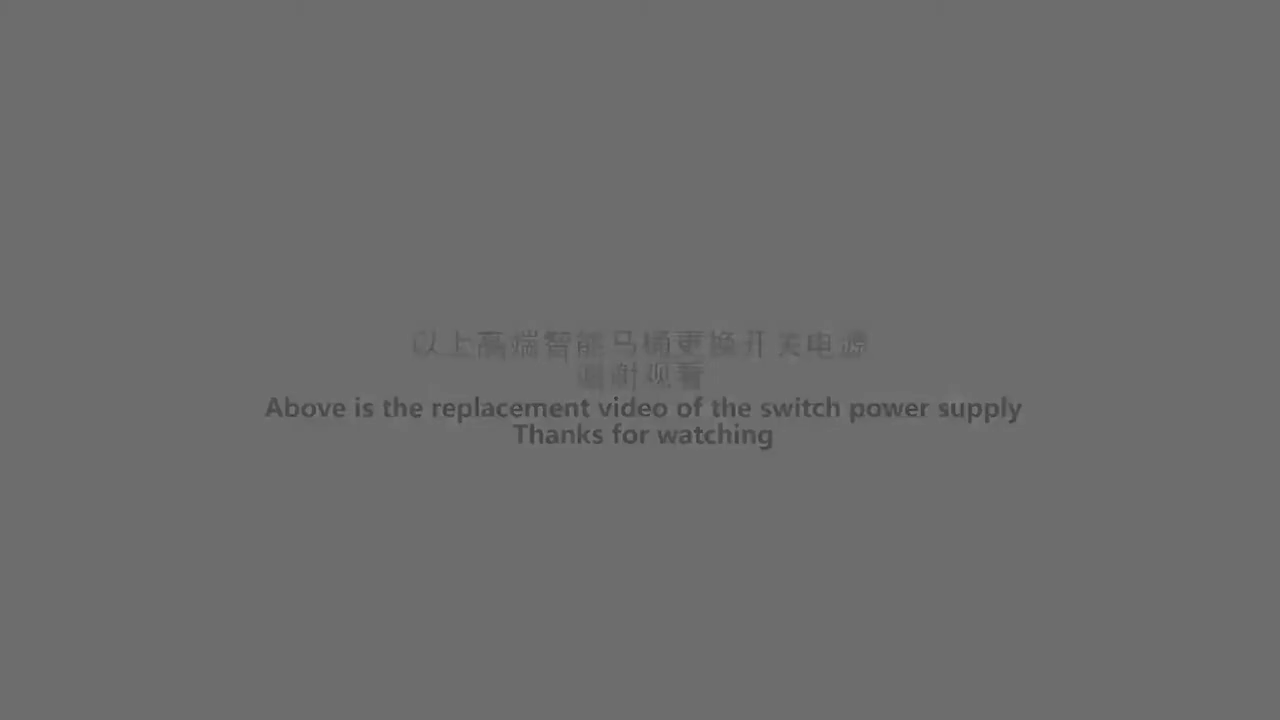 以上高端智能马桶更换开关电源
谢谢观看
Above is the replacement video of the switch power supply
Thanks for watching